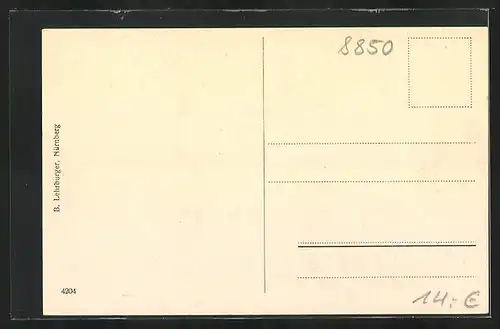 8850
B. Lehrburger, Nürnberg
4204
14.- €